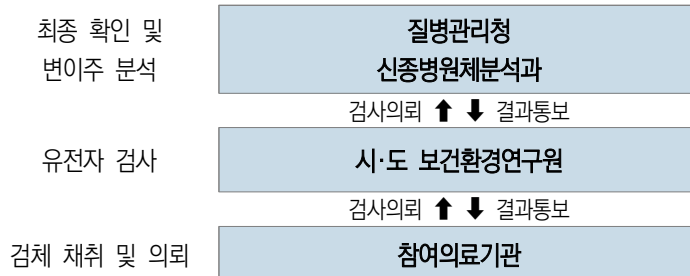 최종 확인 및
변이주 분석
질병관리청
신종병원체분석과
검사의뢰 ⬆ ⬇ 결과통보
유전자 검사
시·도 보건환경연구원
검사의뢰 ⬆ ⬇ 결과통보
검체 채취 및 의뢰
참여의료기관